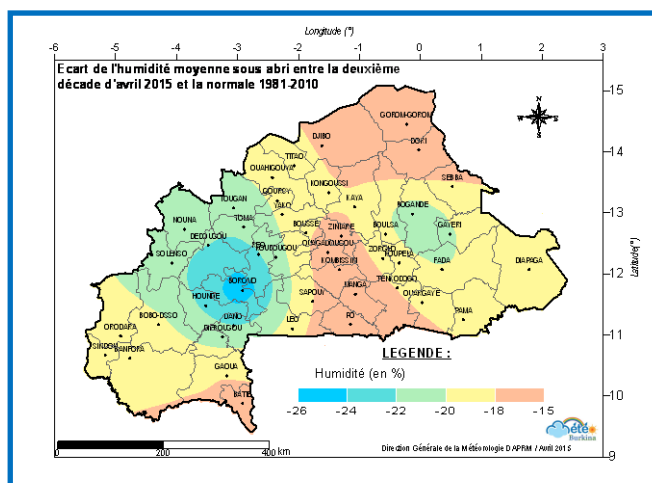 Longitude (°)
-6 -5 -4 -3 -2 -1 0 1 2 3
Ecart de l'humidité moyenne sous abri entre la deuxième
décade d'avril 2015 et la normale 1981-2010
15
14
13
12
11
10
9
Latitude(°)
N
W E
S
GOROM-GOROM
DJIBO
DORI
TITAO
OUAHIGOUYA
SEBBA
KONGOUSSI
GOURCY
KAYA
TOUGAN
YAKO
BOGANDE
NOUNA
TOMA
BOUSSE
ZINIARE
BOULSA
GAYERI
DEDOUGOU
REO
KOUDOUGOU
OUAGADOUGOU
ZORGHO
KOUPELA
SOLENSO
KOMBISSIRI
FADA
DIAPAGA
BOROMO
TENKODOGO
MANGA
HOUNDE
SAPOUI
OUARGAYE
DANO
BOBO-DSSO
LEO
PO
PAMA
ORODARA
DIEBOUGOU
SINDOU
BANFORA
GAOUA
BATIE
LEGENDE :
Humidité (en %)
-26 -24 -22 -20 -18 -15
0 200 400 km
Direction Générale de la Météorologie DAPRM / Avril 2015
été
Burkina